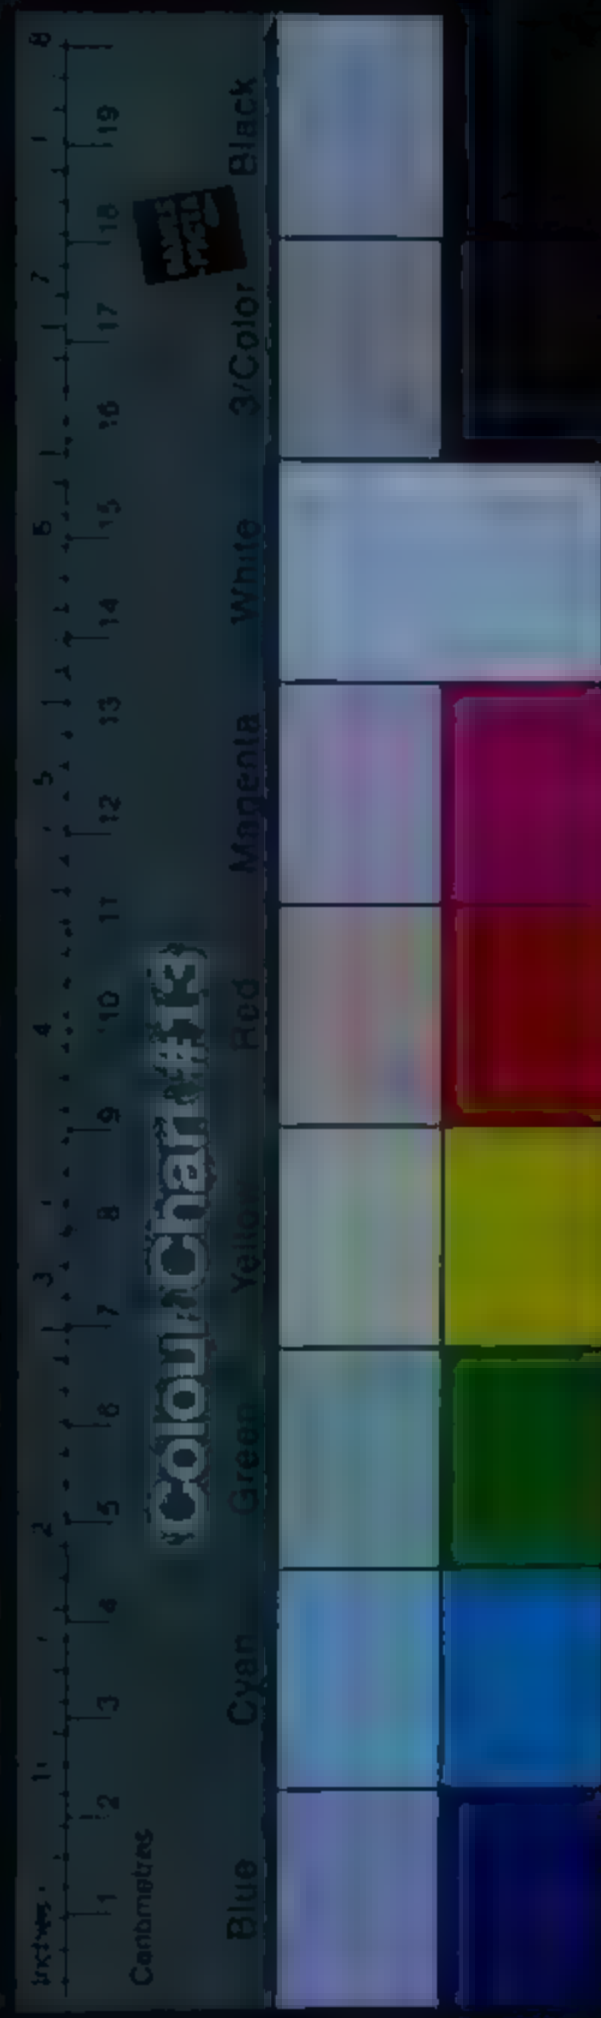 Colour Chart #13
Blue
Cyan
Green
Yellow
Red
Magenta
White
3/Color
Black
Centimetres
1 2 3 4 5 6 7 8 9 10 11 12 13 14 15 16 17 18 19
Inches
1 2 3 4 5 6 7 8